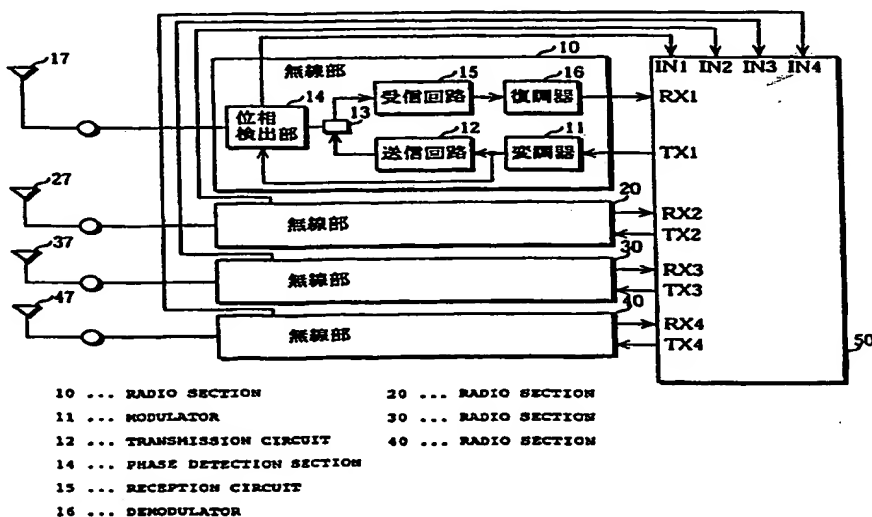 10
17
無線部
15
16
IN1 IN2 IN3 IN4
14
受信回路
復調器
RX1
位相
検出部
13
12
11
送信回路
変調器
TX1
27
20
無線部
RX2
TX2
37
30
無線部
RX3
TX3
47
40
無線部
RX4
TX4
50
10 ... RADIO SECTION
11 ... MODULATOR
12 ... TRANSMISSION CIRCUIT
14 ... PHASE DETECTION SECTION
15 ... RECEPTION CIRCUIT
16 ... DEMODULATOR
20 ... RADIO SECTION
30 ... RADIO SECTION
40 ... RADIO SECTION